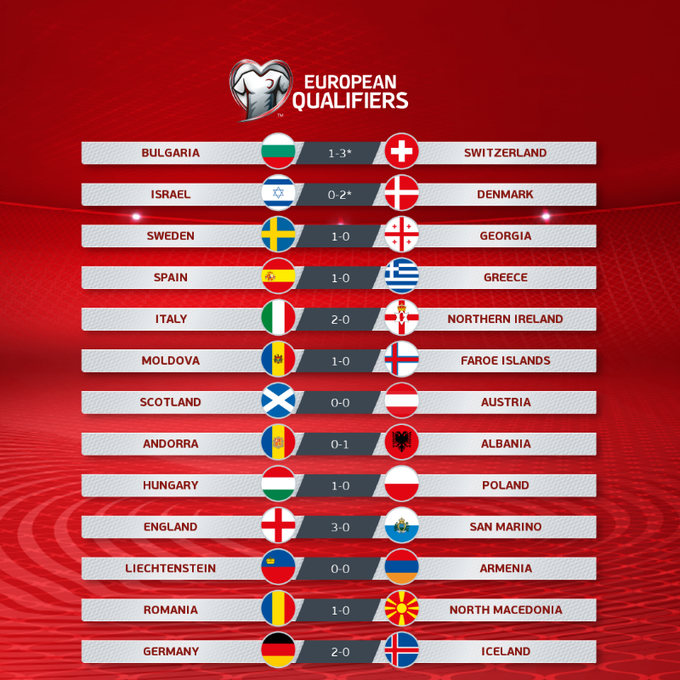 EUROPEAN
QUALIFIERS
TM
BULGARIA 1-3* SWITZERLAND
ISRAEL 0-2* DENMARK
SWEDEN 1-0 GEORGIA
SPAIN 1-0 GREECE
ITALY 2-0 NORTHERN IRELAND
MOLDOVA 1-0 FAROE ISLANDS
SCOTLAND 0-0 AUSTRIA
ANDORRA 0-1 ALBANIA
HUNGARY 1-0 POLAND
ENGLAND 3-0 SAN MARINO
LIECHTENSTEIN 0-0 ARMENIA
ROMANIA 1-0 NORTH MACEDONIA
GERMANY 2-0 ICELAND